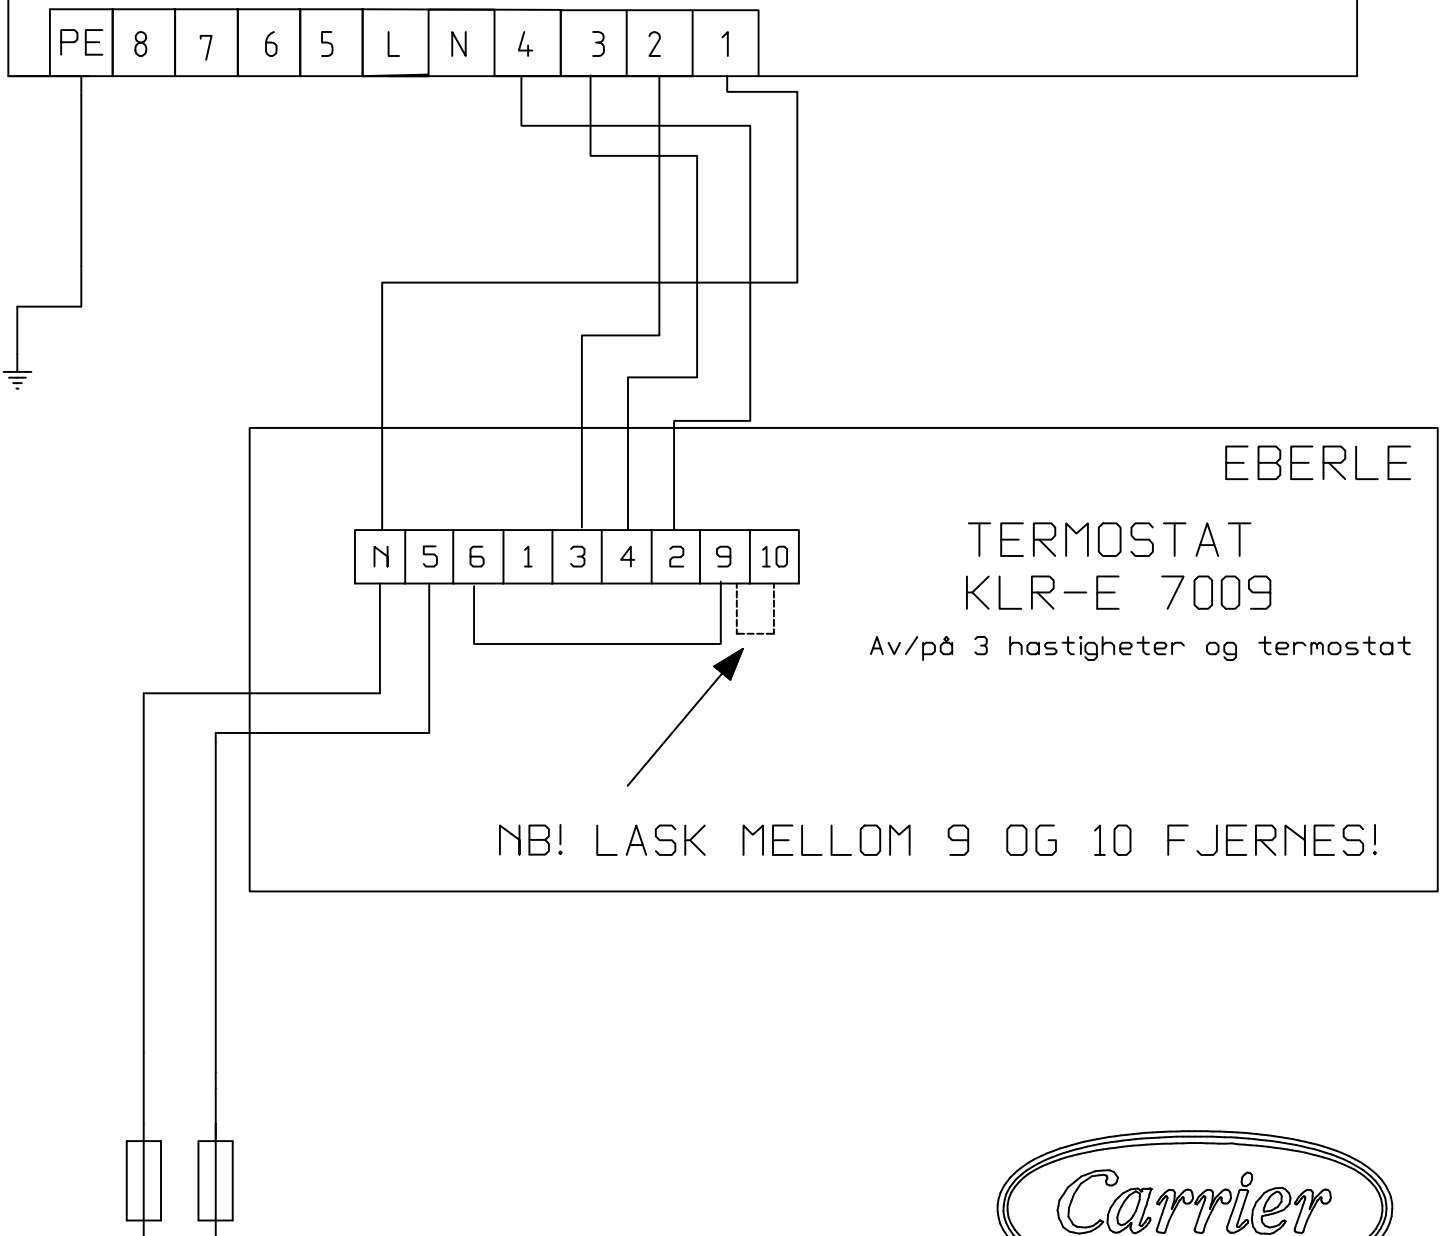 PE 8 7 6 5 L N 4 3 2 1
EBERLE
TERMOSTAT
KLR-E 7009
Av/på 3 hastigheter og termostat
N 5 6 1 3 4 2 9 10
NB! LASK MELLOM 9 OG 10 FJERNES!
Carrier